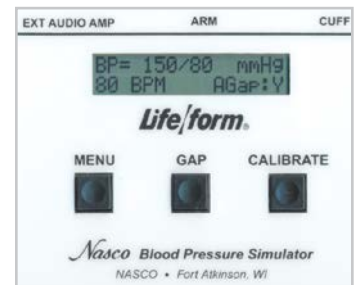 EXT AUDIO AMP ARM CUFF
BP= 150/80 mmHg
80 BPM AGap:Y
Life/form®
MENU GAP CALIBRATE
Nasco Blood Pressure Simulator
NASCO • Fort Atkinson, WI